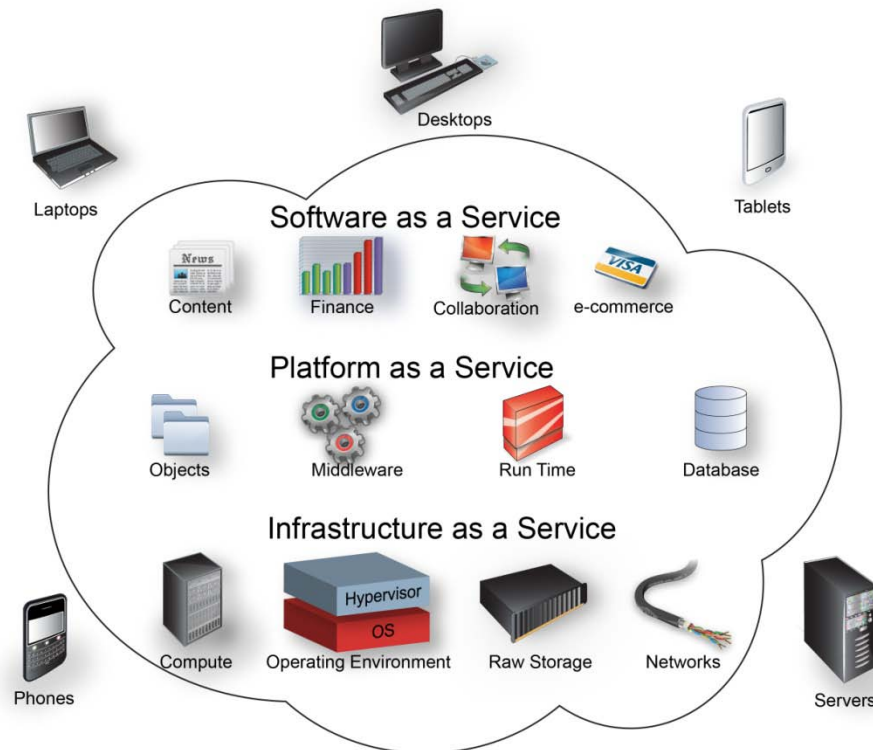 Desktops
Laptops
Tablets
Software as a Service
News
VISA
Content
Finance
Collaboration
e-commerce
Platform as a Service
Objects
Middleware
Run Time
Database
Infrastructure as a Service
Hypervisor
OS
Compute
Operating Environment
Raw Storage
Networks
Phones
Servers